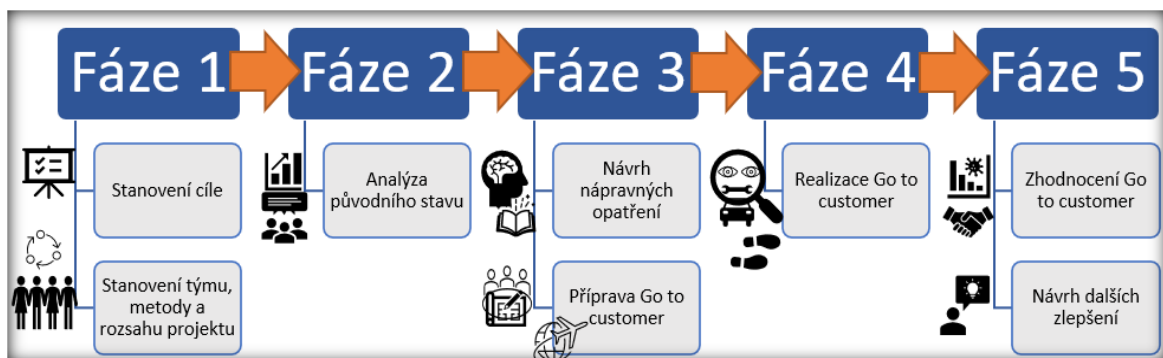 Fáze 1
Fáze 2
Fáze 3
Fáze 4
Fáze 5
Stanovení cíle
Stanovení týmu,
metody a
rozsahu projektu
Analýza
původního stavu
Návrh
nápravných
opatření
Příprava Go to
customer
Realizace Go to
customer
Zhodnocení Go
to customer
Návrh dalších
zlepšení